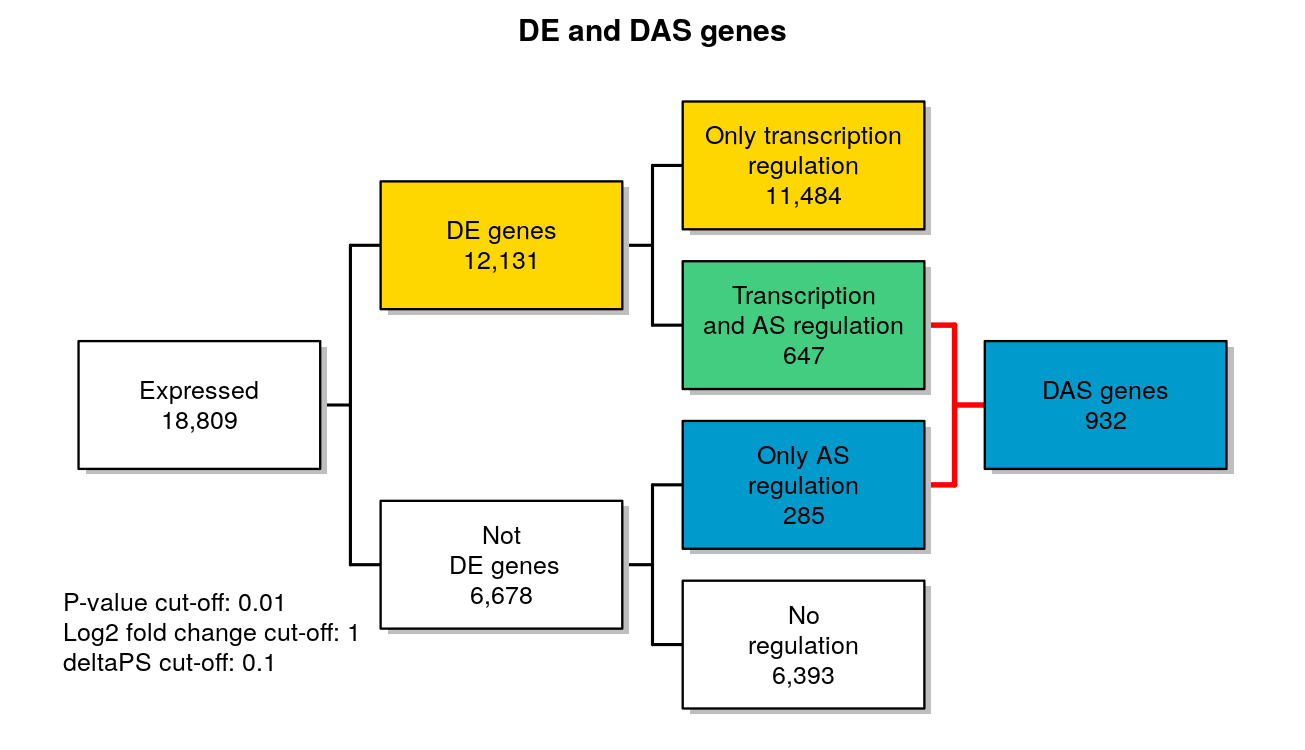 DE and DAS genes
Expressed
18,809
DE genes
12,131
Not
DE genes
6,678
Only transcription
regulation
11,484
Transcription
and AS regulation
647
Only AS
regulation
285
No
regulation
6,393
DAS genes
932
P-value cut-off: 0.01
Log2 fold change cut-off: 1
deltaPS cut-off: 0.1